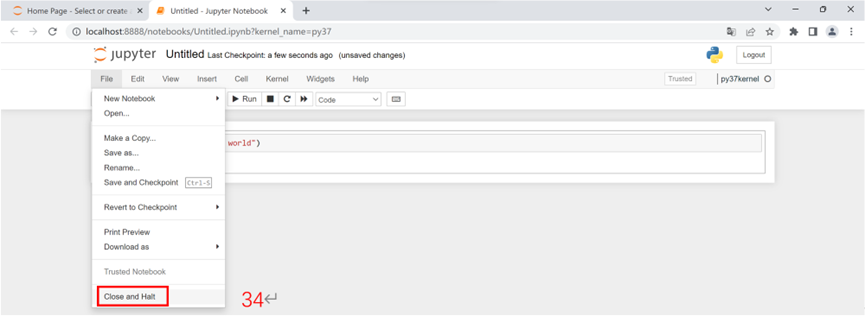 Home Page - Select or create
Untitled - Jupyter Notebook
localhost:8888/notebooks/Untitled.ipynb?kernel_name=py37
jupyter Untitled Last Checkpoint: a few seconds ago (unsaved changes)
Logout
File Edit View Insert Cell Kernel Widgets Help
Trusted
py37kernel
New Notebook
Run
Code
Open...
Make a Copy...
world")
Save as...
Rename...
Save and Checkpoint Ctrl-S
Revert to Checkpoint
Print Preview
Download as
Trusted Notebook
Close and Halt
34